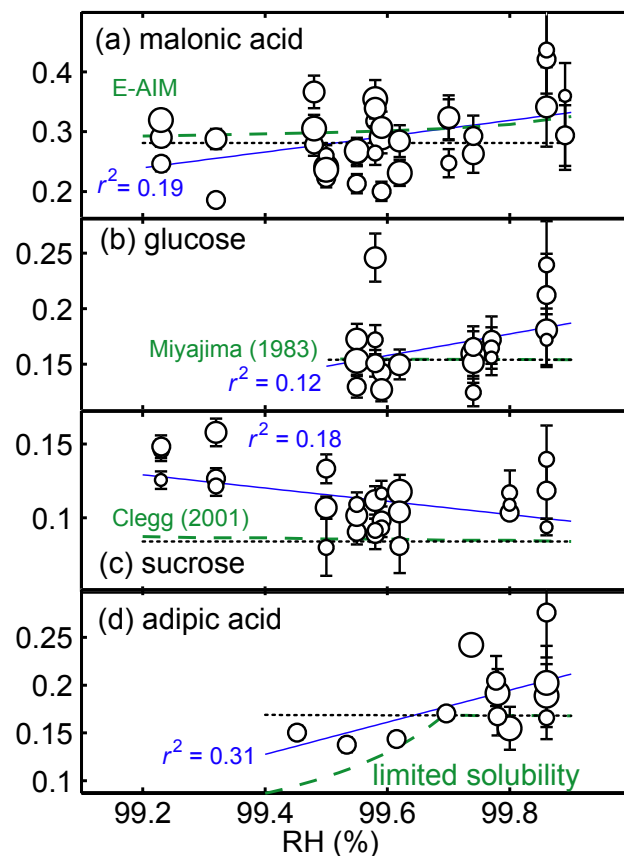 (a) malonic acid
0.4
E-AIM
0.3
0.2
r² = 0.19
(b) glucose
0.25
0.2
Miyajima (1983)
0.15
r² = 0.12
0.15
r² = 0.18
Clegg (2001)
0.1
(c) sucrose
(d) adipic acid
0.25
0.2
0.15
r² = 0.31
limited solubility
0.1
99.2 99.4 99.6 99.8
RH (%)